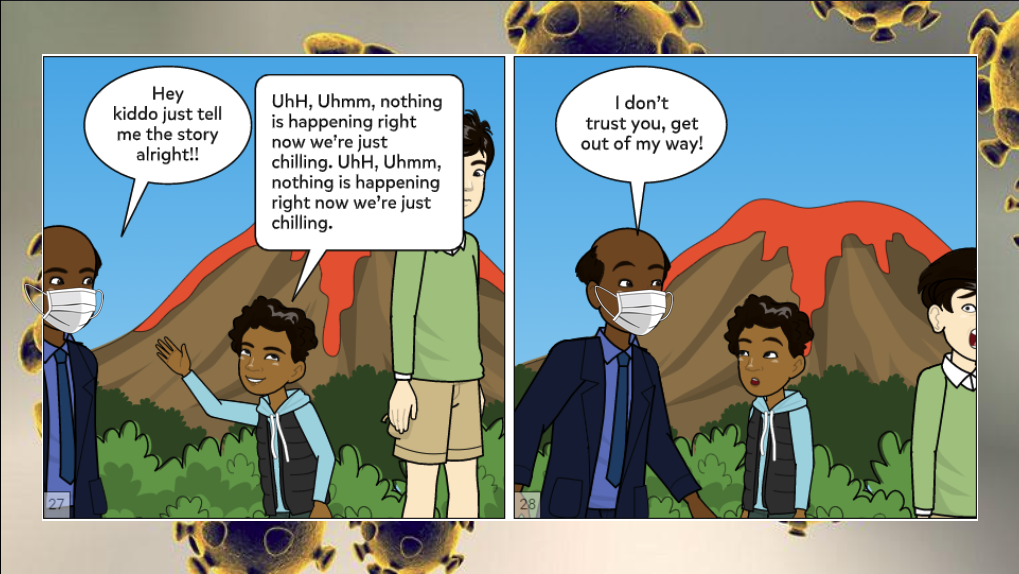 Hey
kiddo just tell
me the story
alright!!
UhH, Uhmm, nothing
is happening right
now we're just
chilling. UhH, Uhmm,
nothing is happening
right now we're just
chilling.
27
I don't
trust you, get
out of my way!
28